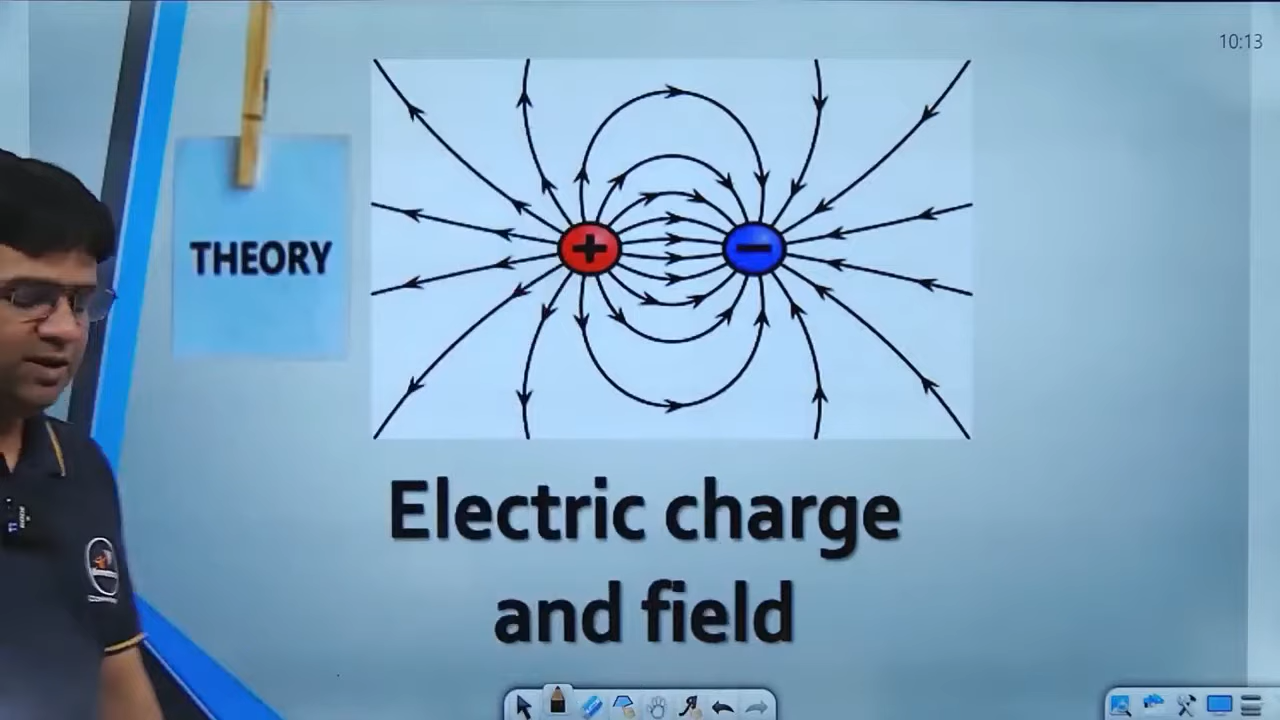 10:13
THEORY
+
−
Electric charge
and field